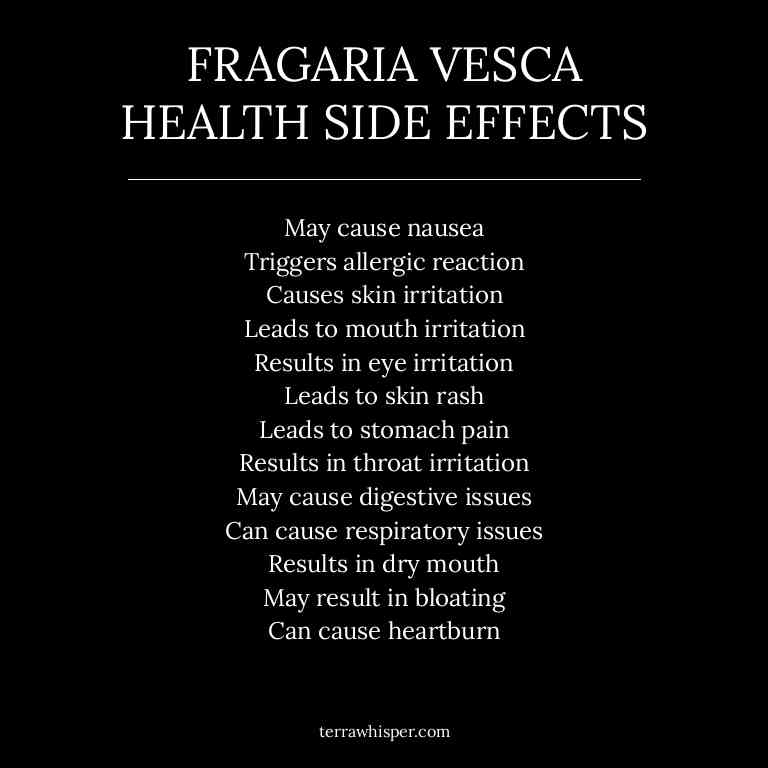 FRAGARIA VESCA
HEALTH SIDE EFFECTS
May cause nausea
Triggers allergic reaction
Causes skin irritation
Leads to mouth irritation
Results in eye irritation
Leads to skin rash
Leads to stomach pain
Results in throat irritation
May cause digestive issues
Can cause respiratory issues
Results in dry mouth
May result in bloating
Can cause heartburn
terrawhisper.com